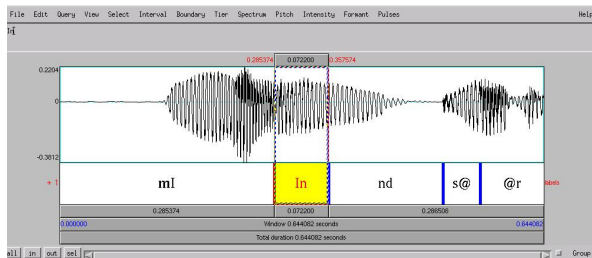 File Edit Query View Select Interval Boundary Tier Spectrum Pitch Intensity Formant Pulses Help
In
0.285374 0.072200 0.357574
0.2204
0
-0.3812
+ 1 mI In nd s@ @r labels
0.285374 0.072200 0.286508
0.000000 Window 0.644082 seconds 0.644082
Total duration 0.644082 seconds
all in out sel Group